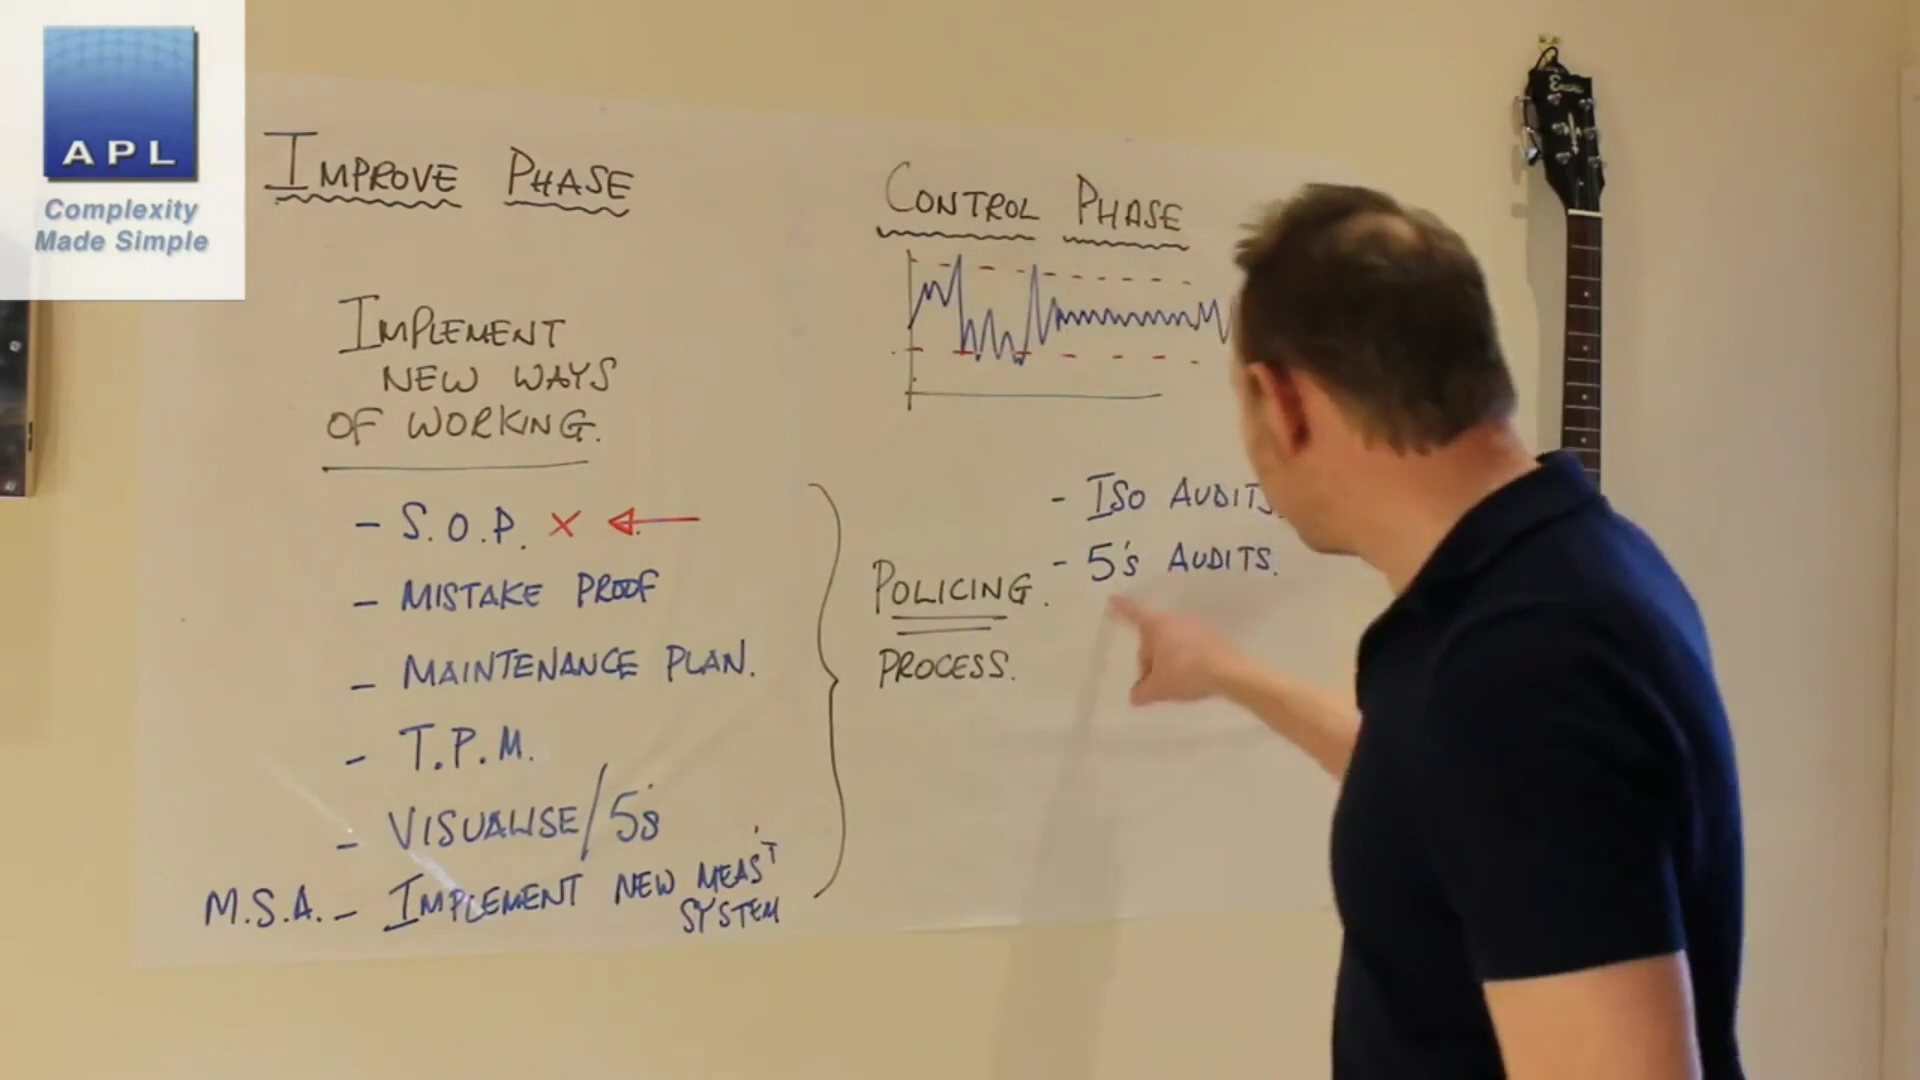 APL
Complexity
Made Simple
IMPROVE PHASE
IMPLEMENT
NEW WAYS
OF WORKING.
- S.O.P. X
- MISTAKE PROOF
- MAINTENANCE PLAN.
- T.P.M.
- VISUALISE/5's
M.S.A. - IMPLEMENT NEW MEAS'T
SYSTEM
CONTROL PHASE
- ISO AUDITS.
- 5's AUDITS.
POLICING.
PROCESS.